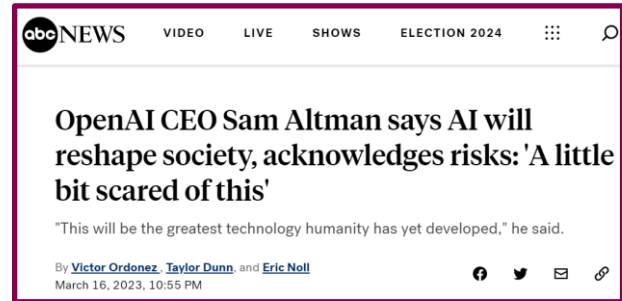 abc NEWS VIDEO LIVE SHOWS ELECTION 2024
OpenAI CEO Sam Altman says AI will
reshape society, acknowledges risks: 'A little
bit scared of this'
"This will be the greatest technology humanity has yet developed," he said.
By Victor Ordonez, Taylor Dunn, and Eric Noll
March 16, 2023, 10:55 PM